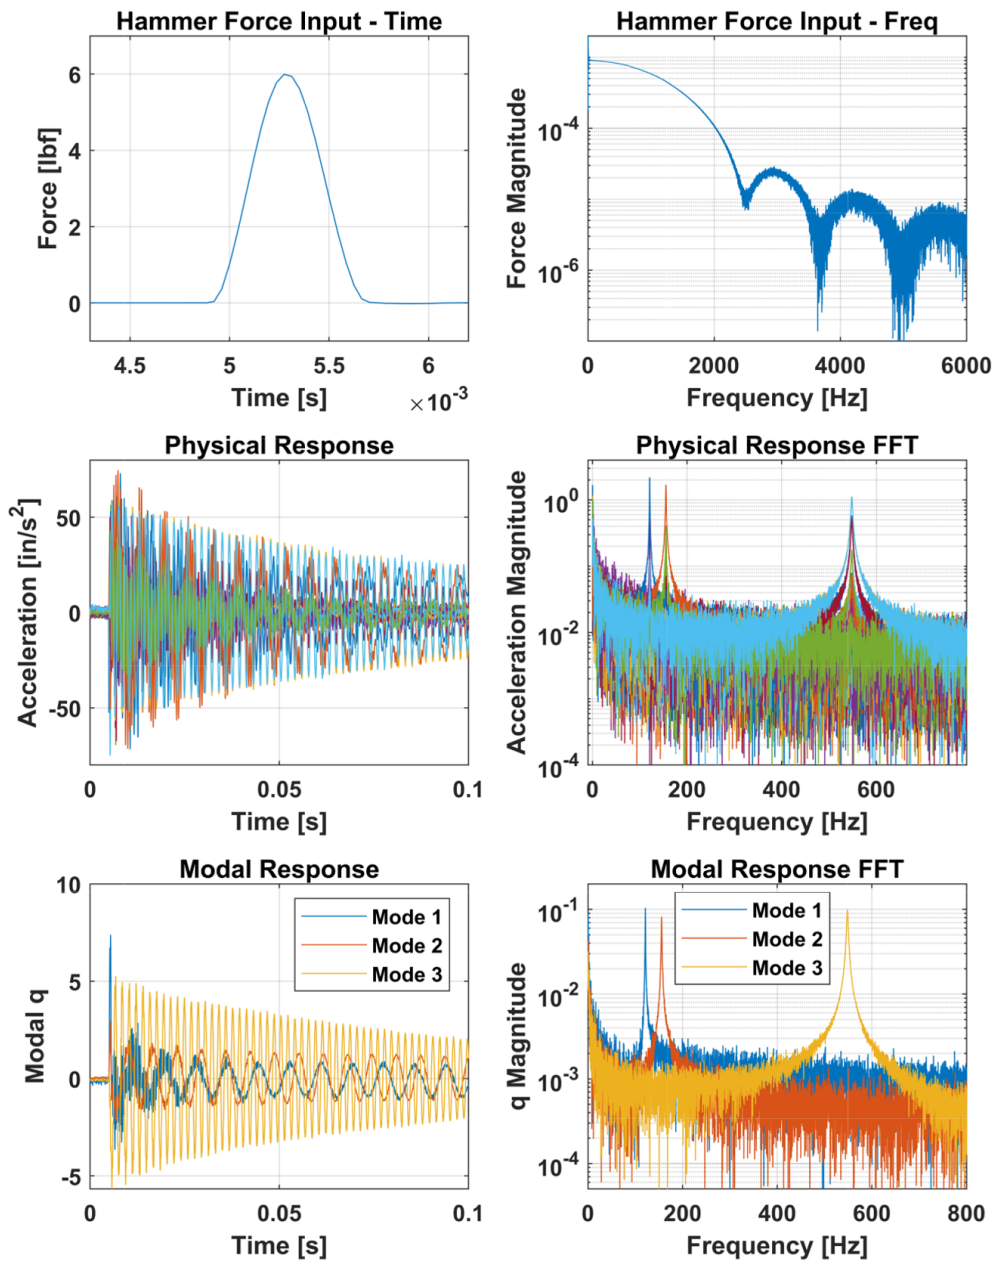 Hammer Force Input - Time
Force [lbf]
6
4
2
0
4.5 5 5.5 6
Time [s]
×10-3
Hammer Force Input - Freq
Force Magnitude
10-4
10-6
0 2000 4000 6000
Frequency [Hz]
Physical Response
Acceleration [in/s2]
50
0
-50
0 0.05 0.1
Time [s]
Physical Response FFT
Acceleration Magnitude
100
10-2
10-4
0 200 400 600
Frequency [Hz]
Modal Response
Modal q
10
5
0
-5
Mode 1
Mode 2
Mode 3
0 0.05 0.1
Time [s]
Modal Response FFT
q Magnitude
10-1
10-2
10-3
10-4
Mode 1
Mode 2
Mode 3
0 200 400 600 800
Frequency [Hz]